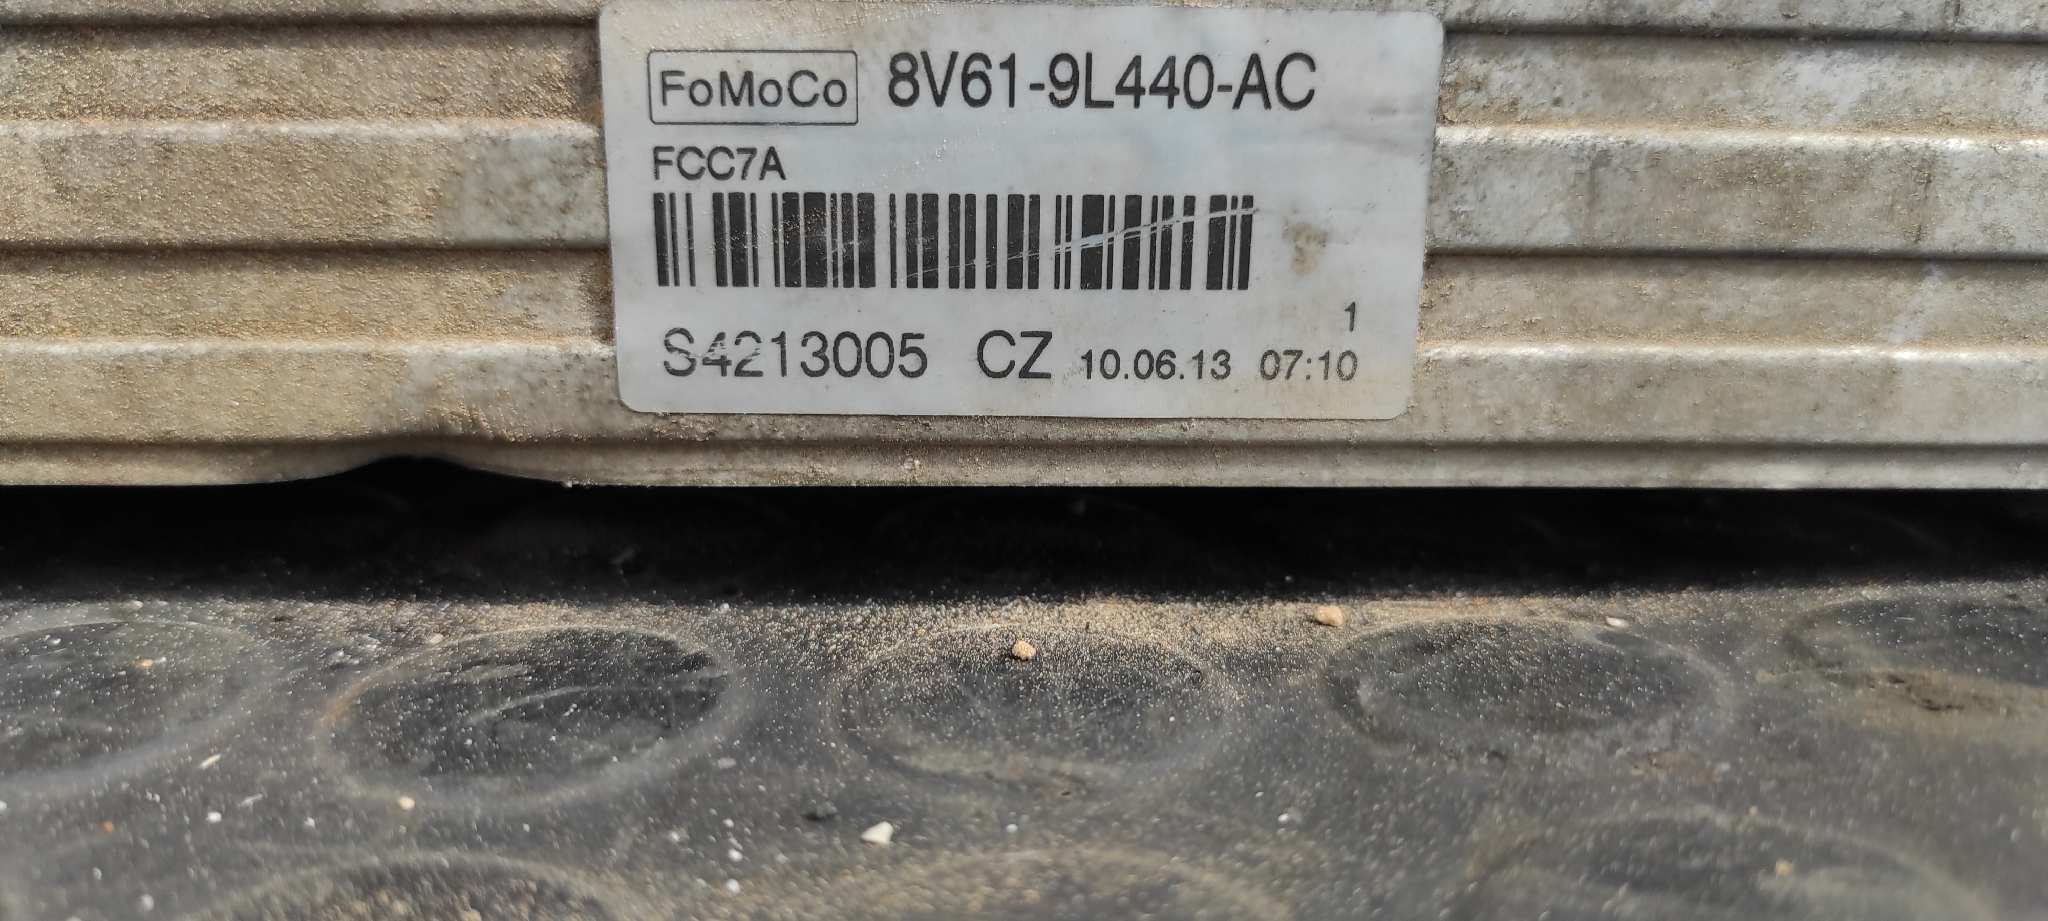 FoMoCo 8V61-9L440-AC
FCC7A
1
S4213005 CZ 10.06.13 07:10